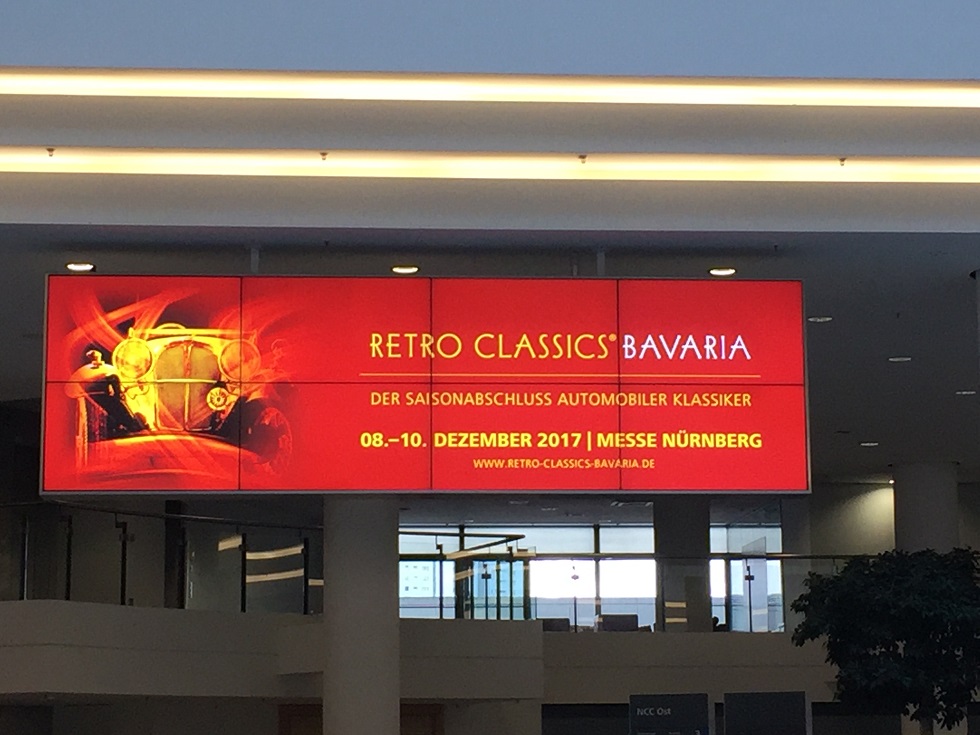 RETRO CLASSICS® BAVARIA
DER SAISONABSCHLUSS AUTOMOBILER KLASSIKER
08.–10. DEZEMBER 2017 | MESSE NÜRNBERG
WWW.RETRO-CLASSICS-BAVARIA.DE
NCC Ost